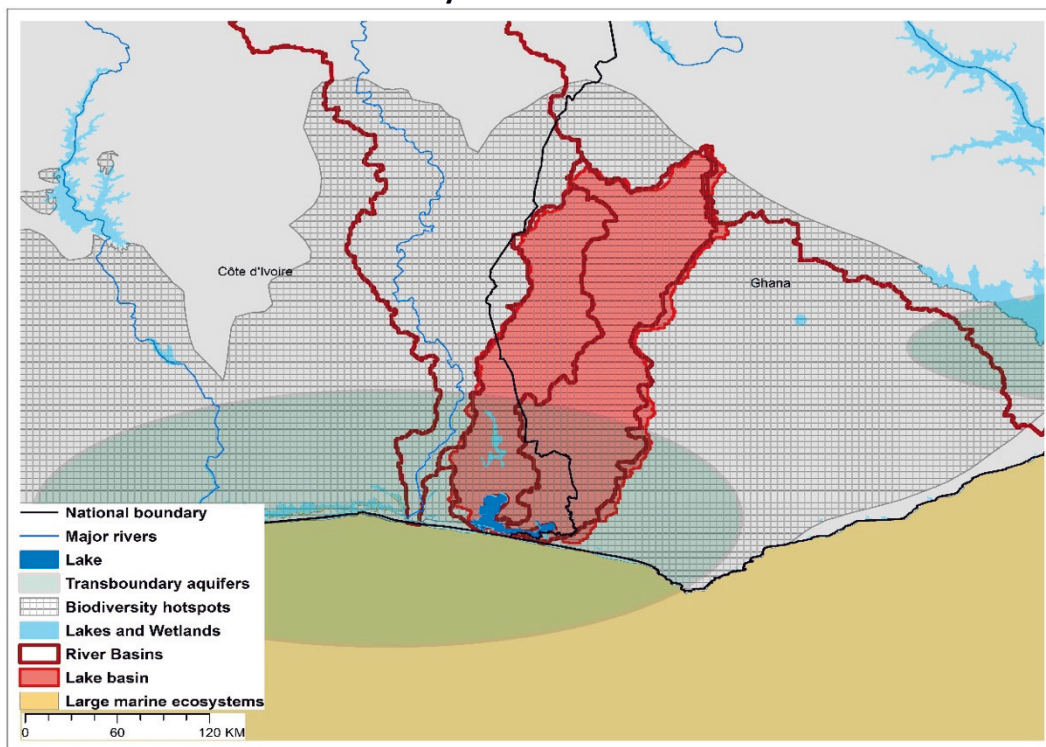 Côte d'Ivoire
Ghana
National boundary
Major rivers
Lake
Transboundary aquifers
Biodiversity hotspots
Lakes and Wetlands
River Basins
Lake basin
Large marine ecosystems
0 60 120 KM